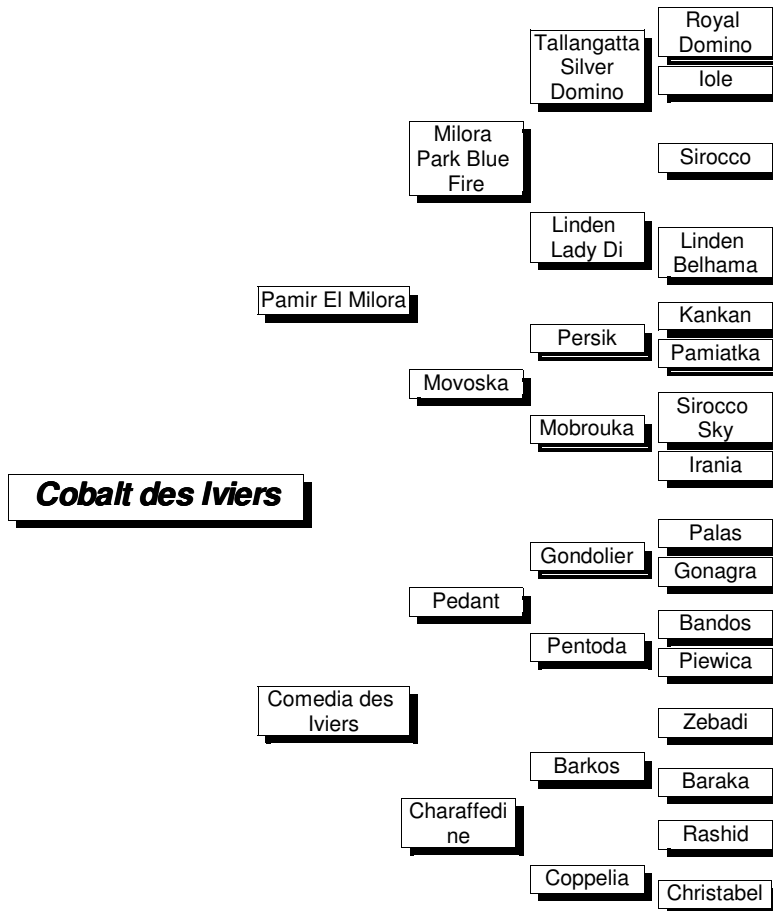 Royal
Domino
Tallangatta
Silver
Domino
Iole
Milora
Park Blue
Fire
Sirocco
Linden
Lady Di
Linden
Belhama
Pamir El Milora
Kankan
Persik
Pamiatka
Movoska
Sirocco
Sky
Mobrouka
Irania
Cobalt des Iviers
Palas
Gondolier
Gonagra
Pedant
Bandos
Pentoda
Piewica
Comedia des
Iviers
Zebadi
Barkos
Baraka
Charaffedi
ne
Rashid
Coppelia
Christabel